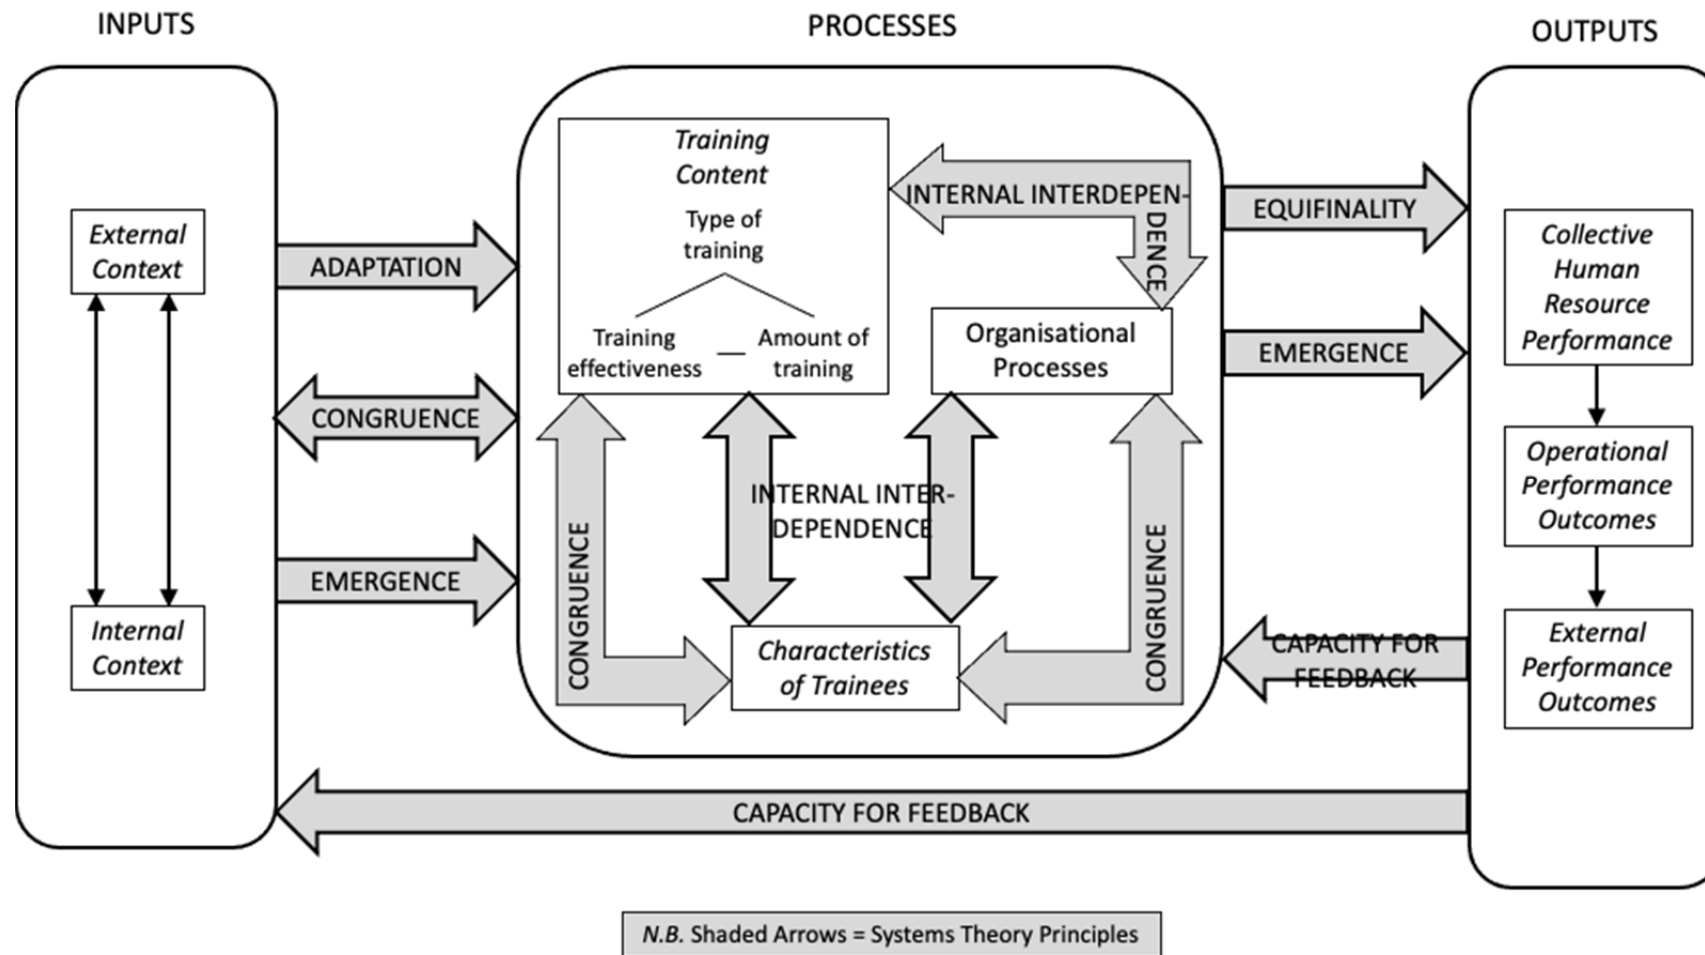 INPUTS
PROCESSES
OUTPUTS
External
Context
Internal
Context
ADAPTATION
CONGRUENCE
EMERGENCE
Training
Content
Type of
training
Training
effectiveness
Amount of
training
INTERNAL INTERDEPEN-
DENCE
Organisational
Processes
INTERNAL INTER-
DEPENDENCE
CONGRUENCE
CONGRUENCE
Characteristics
of Trainees
EQUIFINALITY
EMERGENCE
CAPACITY FOR
FEEDBACK
Collective
Human
Resource
Performance
Operational
Performance
Outcomes
External
Performance
Outcomes
CAPACITY FOR FEEDBACK
N.B. Shaded Arrows = Systems Theory Principles